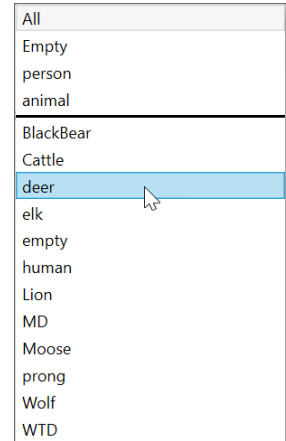 All
Empty
person
animal
BlackBear
Cattle
deer
elk
empty
human
Lion
MD
Moose
prong
Wolf
WTD